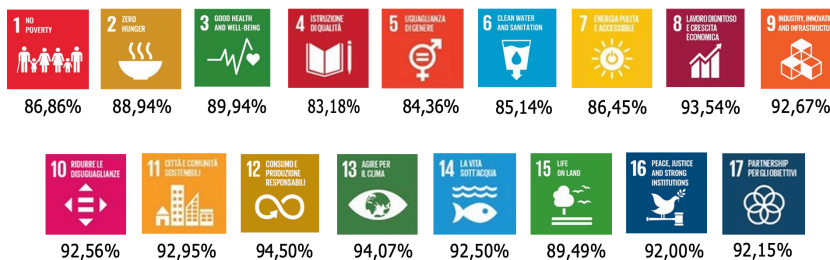 1 NO POVERTY
2 ZERO HUNGER
3 GOOD HEALTH AND WELL-BEING
4 ISTRUZIONE DI QUALITÀ
5 UGUAGLIANZA DI GENERE
6 CLEAN WATER AND SANITATION
7 ENERGIA PULITA E ACCESSIBILE
8 LAVORO DIGNITOSO E CRESCITA ECONOMICA
9 INDUSTRY, INNOVATI AND INFRASTRUCTU
86,86% 88,94% 89,94% 83,18% 84,36% 85,14% 86,45% 93,54% 92,67%
10 RIDURRE LE DISUGUAGLIANZE
11 CITTÀ E COMUNITÀ SOSTENIBILI
12 CONSUMO E PRODUZIONE RESPONSABILI
13 AGIRE PER IL CLIMA
14 LA VITA SOTT'ACQUA
15 LIFE ON LAND
16 PEACE, JUSTICE AND STRONG INSTITUTIONS
17 PARTNERSHIP PER GLI OBIETTIVI
92,56% 92,95% 94,50% 94,07% 92,50% 89,49% 92,00% 92,15%